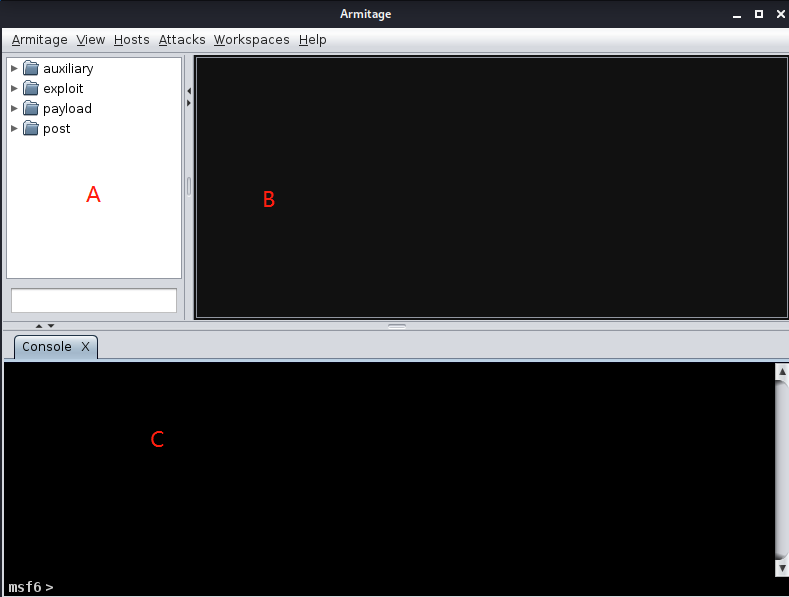 Armitage
Armitage View Hosts Attacks Workspaces Help
auxiliary
exploit
payload
post
A
B
Console X
C
msf6 >